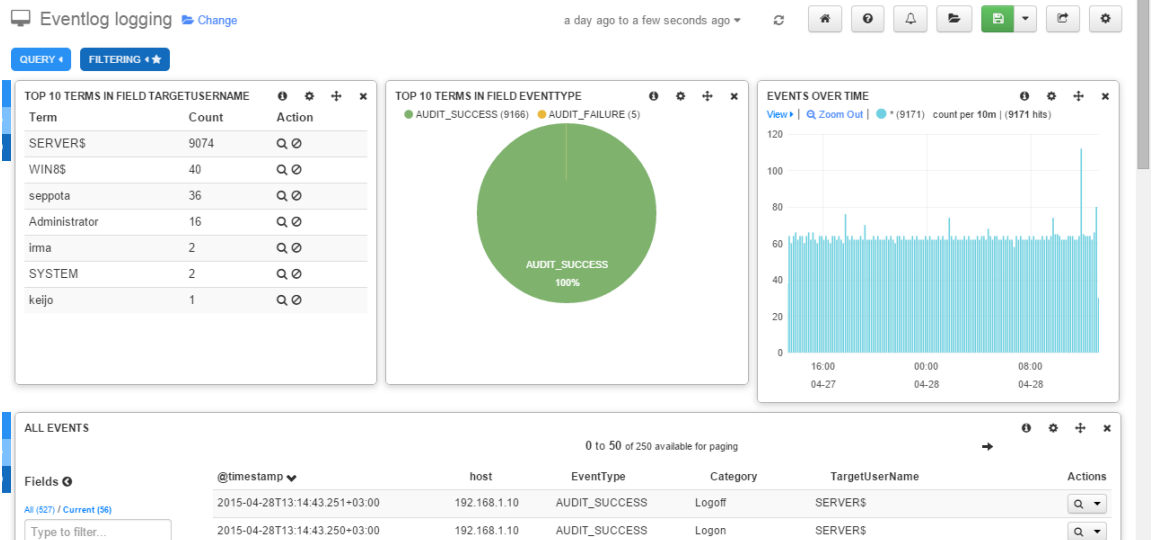 Eventlog logging Change a day ago to a few seconds ago
QUERY FILTERING
TOP 10 TERMS IN FIELD TARGETUSERNAME
Term Count Action
SERVER$ 9074
WIN8$ 40
seppota 36
Administrator 16
irma 2
SYSTEM 2
keijo 1
TOP 10 TERMS IN FIELD EVENTTYPE
AUDIT_SUCCESS (9166) AUDIT_FAILURE (5)
AUDIT_SUCCESS
100%
EVENTS OVER TIME
View | Zoom Out | * (9171) count per 10m | (9171 hits)
120
100
80
60
40
20
0
16:00 00:00 08:00
04-27 04-28 04-28
ALL EVENTS
0 to 50 of 250 available for paging
Fields
All (527) / Current (56)
Type to filter...
@timestamp host EventType Category TargetUserName Actions
2015-04-28T13:14:43.251+03:00 192.168.1.10 AUDIT_SUCCESS Logoff SERVER$
2015-04-28T13:14:43.250+03:00 192.168.1.10 AUDIT_SUCCESS Logon SERVER$